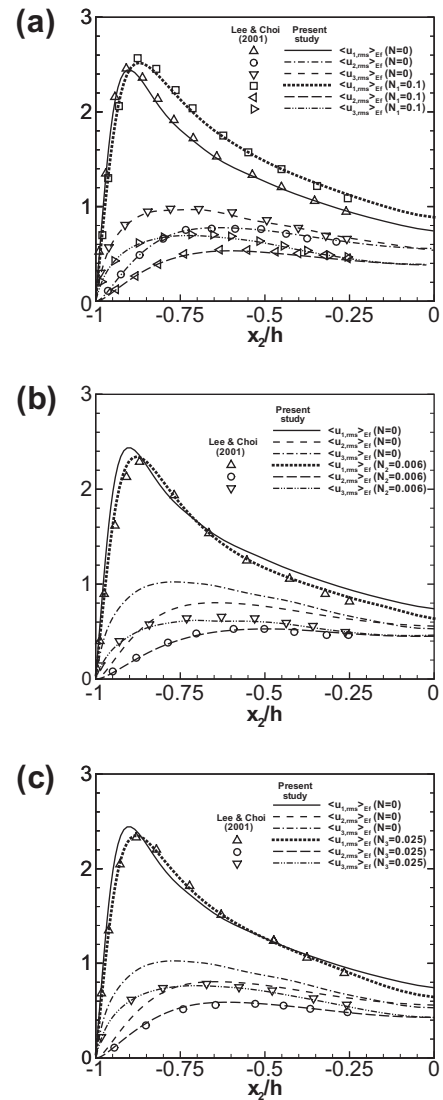 (a)
Lee & Choi (2001) Present study
<u1,rms>Ef (N=0)
<u2,rms>Ef (N=0)
<u3,rms>Ef (N=0)
<u1,rms>Ef (N1=0.1)
<u2,rms>Ef (N1=0.1)
<u3,rms>Ef (N1=0.1)
3
2
1
0
-1 -0.75 -0.5 -0.25 0
x2/h
(b)
Lee & Choi (2001) Present study
<u1,rms>Ef (N=0)
<u2,rms>Ef (N=0)
<u3,rms>Ef (N=0)
<u1,rms>Ef (N2=0.006)
<u2,rms>Ef (N2=0.006)
<u3,rms>Ef (N2=0.006)
3
2
1
0
-1 -0.75 -0.5 -0.25 0
x2/h
(c)
Lee & Choi (2001) Present study
<u1,rms>Ef (N=0)
<u2,rms>Ef (N=0)
<u3,rms>Ef (N=0)
<u1,rms>Ef (N3=0.025)
<u2,rms>Ef (N3=0.025)
<u3,rms>Ef (N3=0.025)
3
2
1
0
-1 -0.75 -0.5 -0.25 0
x2/h